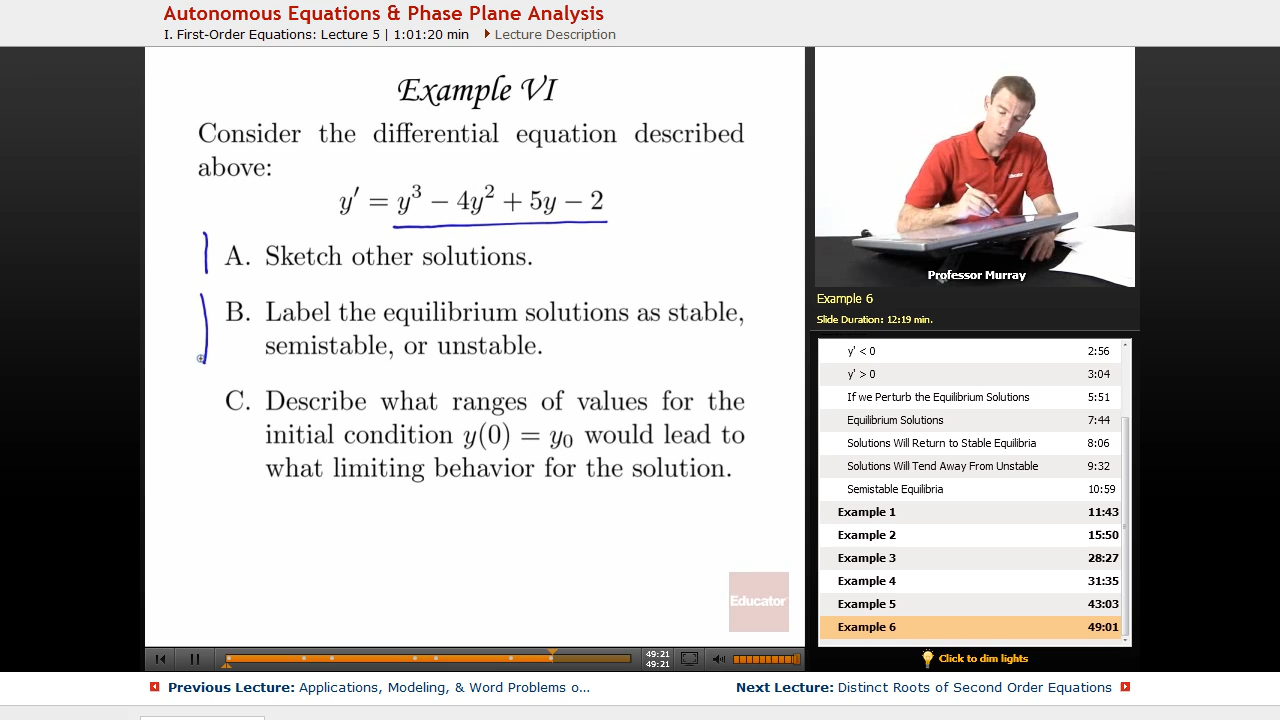 Autonomous Equations & Phase Plane Analysis
I. First-Order Equations: Lecture 5 | 1:01:20 min Lecture Description
Example VI
Consider the differential equation described
above:
y′ = y³ − 4y² + 5y − 2
A. Sketch other solutions.
B. Label the equilibrium solutions as stable,
semistable, or unstable.
C. Describe what ranges of values for the
initial condition y(0) = y₀ would lead to
what limiting behavior for the solution.
Educator
Professor Murray
Example 6
Slide Duration: 12:19 min.
y' < 0 2:56
y' > 0 3:04
If we Perturb the Equilibrium Solutions 5:51
Equilibrium Solutions 7:44
Solutions Will Return to Stable Equilibria 8:06
Solutions Will Tend Away From Unstable 9:32
Semistable Equilibria 10:59
Example 1 11:43
Example 2 15:50
Example 3 28:27
Example 4 31:35
Example 5 43:03
Example 6 49:01
49:21
49:21
Click to dim lights
Previous Lecture: Applications, Modeling, & Word Problems o...
Next Lecture: Distinct Roots of Second Order Equations